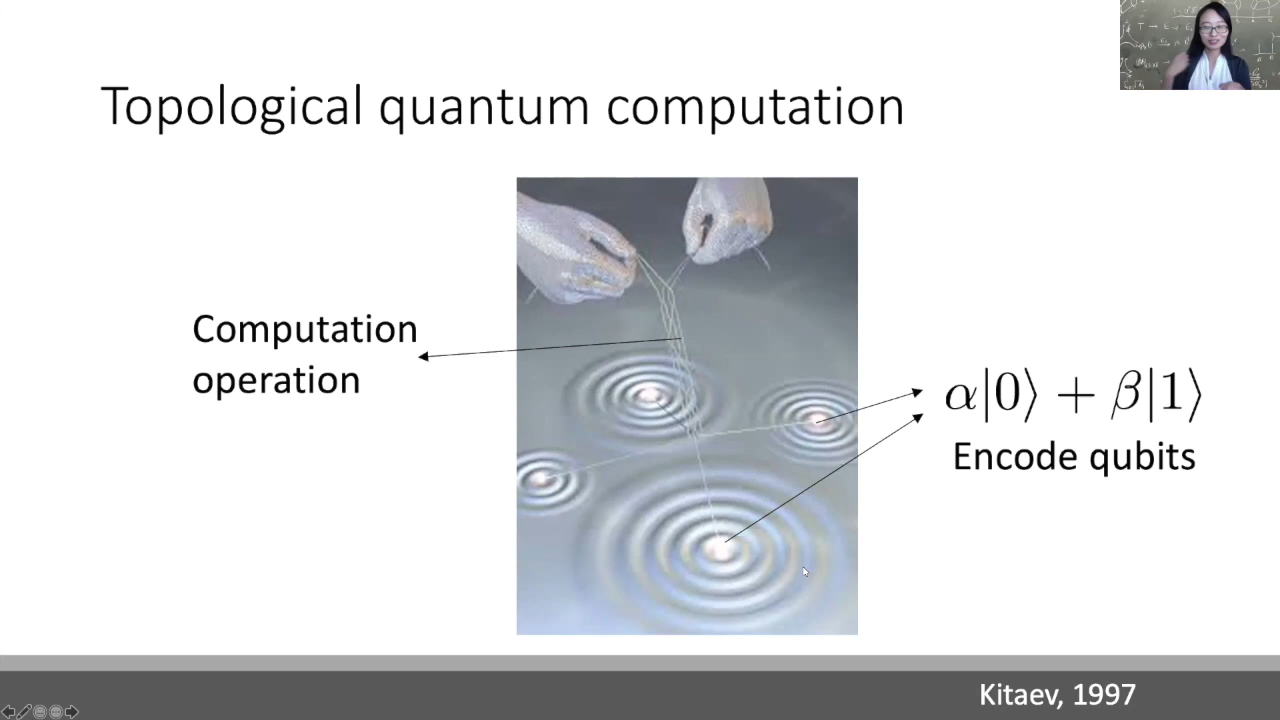 Topological quantum computation
Computation
operation
α|0⟩ + β|1⟩
Encode qubits
Kitaev, 1997